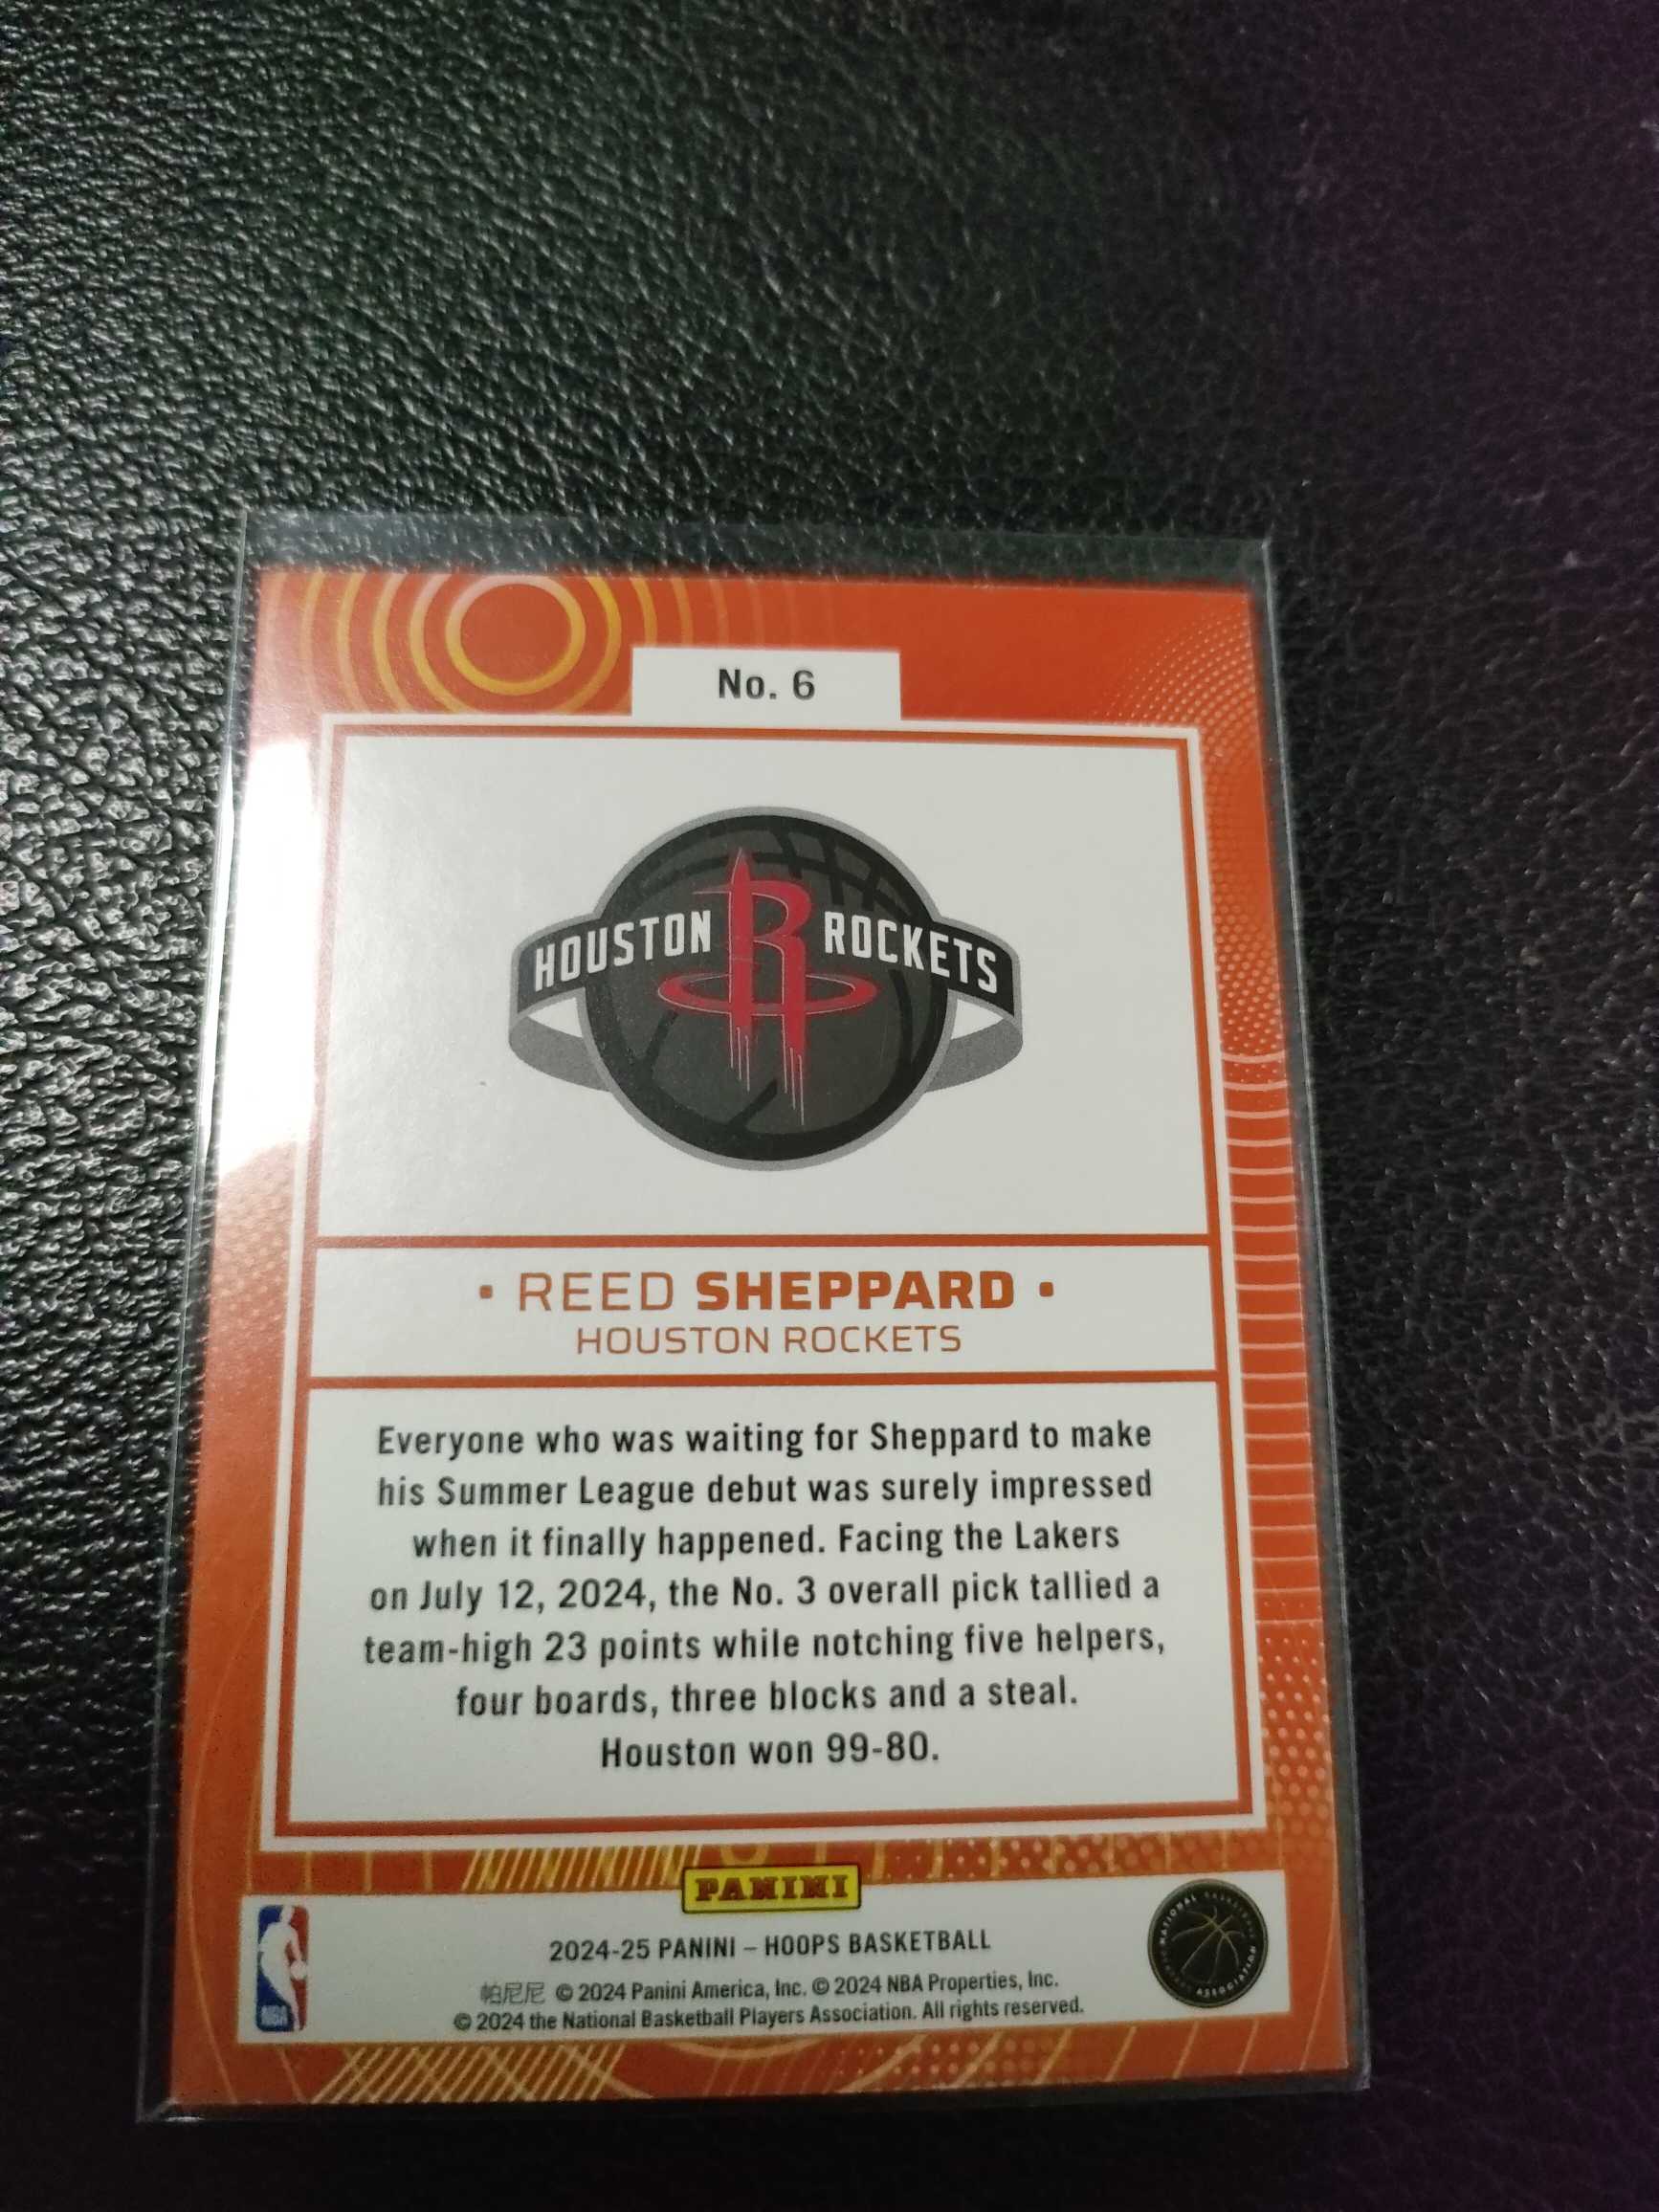 No. 6
HOUSTON ROCKETS
• REED SHEPPARD •
HOUSTON ROCKETS
Everyone who was waiting for Sheppard to make
his Summer League debut was surely impressed
when it finally happened. Facing the Lakers
on July 12, 2024, the No. 3 overall pick tallied a
team-high 23 points while notching five helpers,
four boards, three blocks and a steal.
Houston won 99-80.
PANINI
NBA
2024-25 PANINI – HOOPS BASKETBALL
帕尼尼 © 2024 Panini America, Inc. © 2024 NBA Properties, Inc.
© 2024 the National Basketball Players Association. All rights reserved.
NATIONAL BASKETBALL
ASSOCIATION